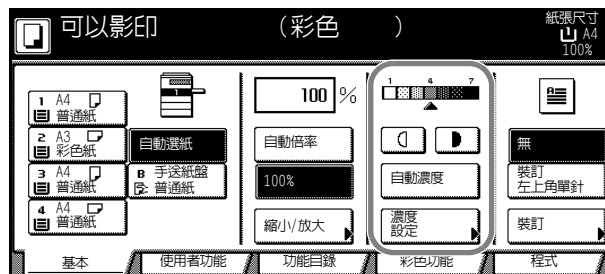 可以影印 (彩色 )
紙張尺寸
1 A4
100%
1 A4
普通紙
2 A3
彩色紙
3 A4
普通紙
4 A4
普通紙
1
自動選紙
B 手送紙盤
普通紙
100 %
自動倍率
100%
縮小/放大
1 4 7
自動濃度
濃度
設定
A
無
裝訂
左上角單針
裝訂
基本
使用者功能
功能目錄
彩色功能
程式